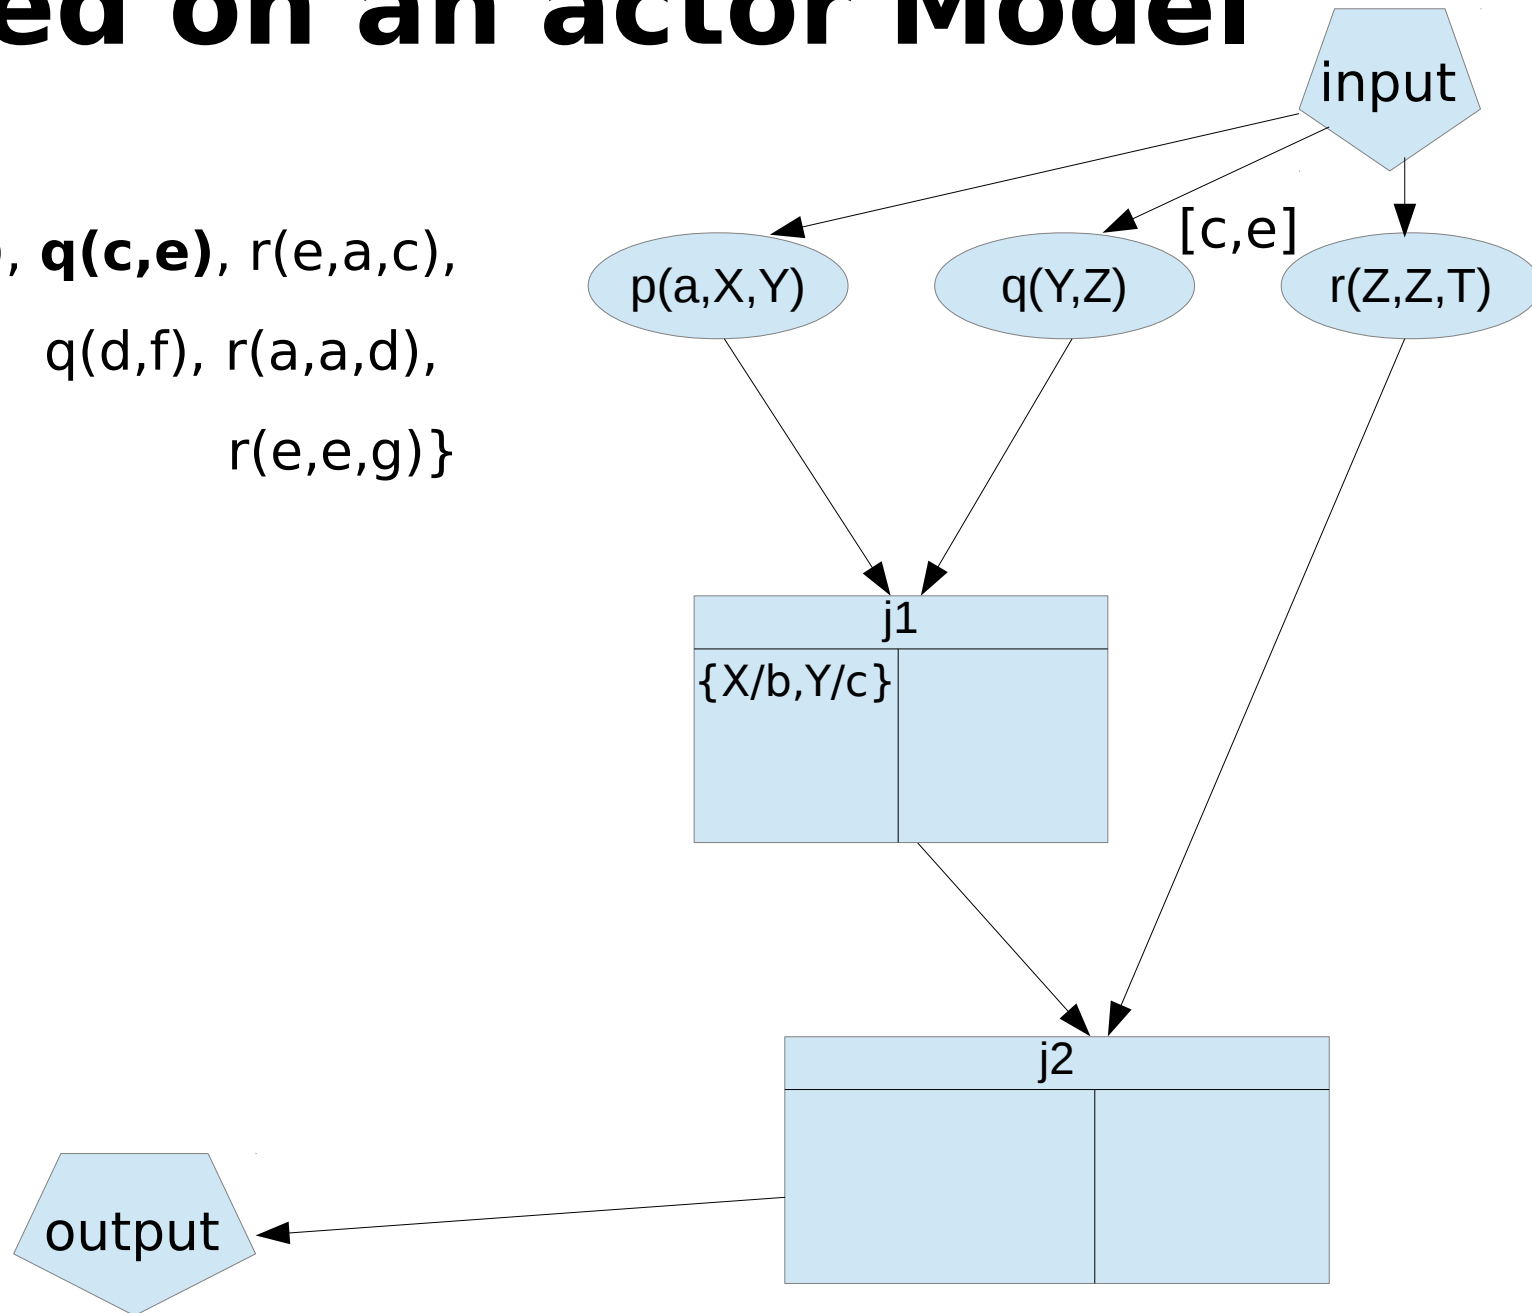 ed on an actor Model
input
), q(c,e), r(e,a,c),
[c,e]
p(a,X,Y)
q(Y,Z)
r(Z,Z,T)
q(d,f), r(a,a,d),
r(e,e,g)}
j1
{X/b,Y/c}
j2
output